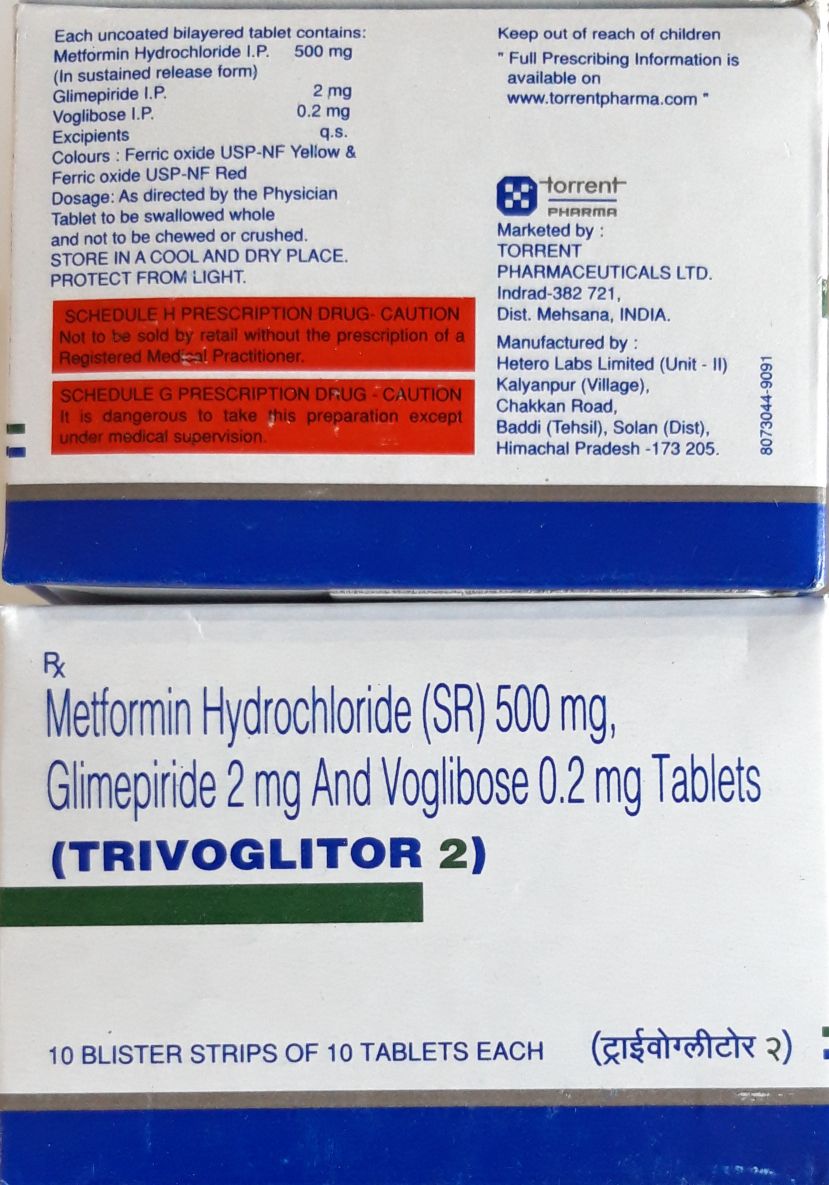 Each uncoated bilayered tablet contains:
Metformin Hydrochloride I.P. 500 mg
(In sustained release form)
Glimepiride I.P. 2 mg
Voglibose I.P. 0.2 mg
Excipients q.s.
Colours : Ferric oxide USP-NF Yellow &
Ferric oxide USP-NF Red
Dosage: As directed by the Physician
Tablet to be swallowed whole
and not to be chewed or crushed.
STORE IN A COOL AND DRY PLACE.
PROTECT FROM LIGHT.
SCHEDULE H PRESCRIPTION DRUG- CAUTION
Not to be sold by retail without the prescription of a
Registered Medical Practitioner.
SCHEDULE G PRESCRIPTION DRUG - CAUTION
It is dangerous to take this preparation except
under medical supervision.
Keep out of reach of children
" Full Prescribing Information is
available on
www.torrentpharma.com "
torrent
PHARMA
Marketed by :
TORRENT
PHARMACEUTICALS LTD.
Indrad-382 721,
Dist. Mehsana, INDIA.
Manufactured by :
Hetero Labs Limited (Unit - II)
Kalyanpur (Village),
Chakkan Road,
Baddi (Tehsil), Solan (Dist),
Himachal Pradesh -173 205.
8073044-9091
Rx
Metformin Hydrochloride (SR) 500 mg,
Glimepiride 2 mg And Voglibose 0.2 mg Tablets
(TRIVOGLITOR 2)
10 BLISTER STRIPS OF 10 TABLETS EACH (ट्राईवोग्लीटोर २)